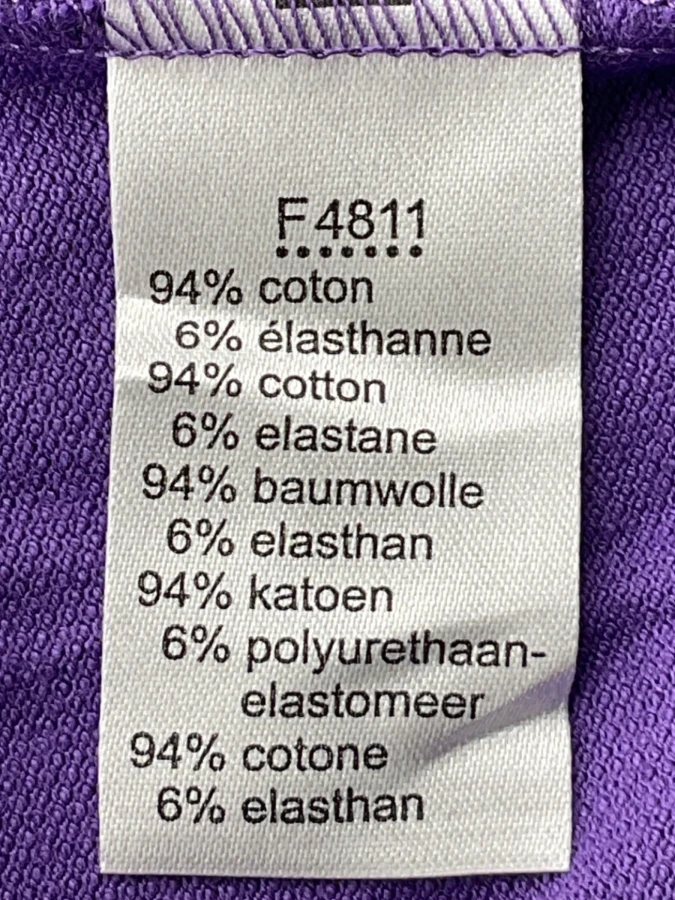 F4811
94% coton
6% élasthanne
94% cotton
6% elastane
94% baumwolle
6% elasthan
94% katoen
6% polyurethaan-
elastomeer
94% cotone
6% elasthan